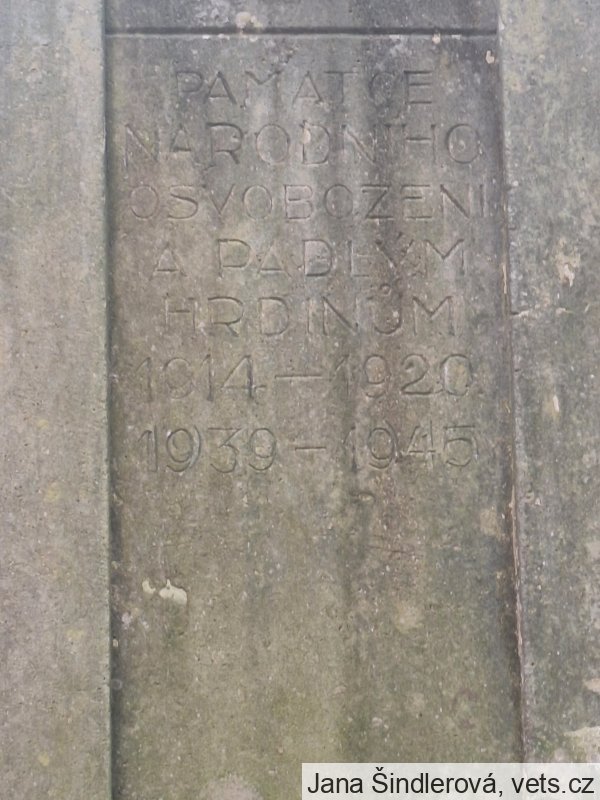 PAMÁTCE
NÁRODNÍHO
OSVOBOZENÍ
A PADLÝM
HRDINŮM
1914–1920
1939–1945
Jana Šindlerová, vets.cz